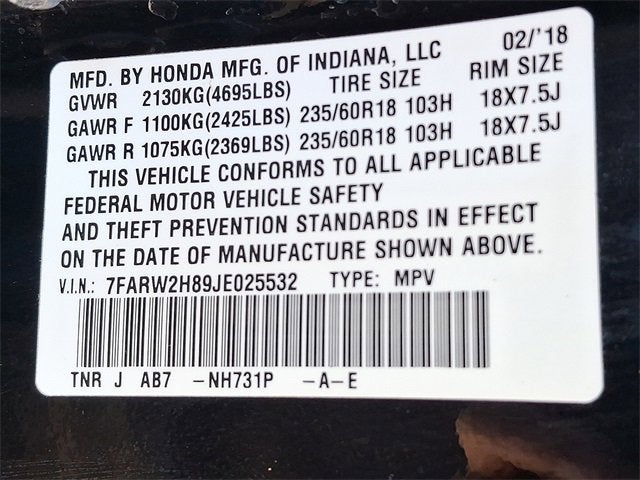 MFD. BY HONDA MFG. OF INDIANA, LLC 02/'18
GVWR 2130KG(4695LBS) TIRE SIZE RIM SIZE
GAWR F 1100KG(2425LBS) 235/60R18 103H 18X7.5J
GAWR R 1075KG(2369LBS) 235/60R18 103H 18X7.5J
THIS VEHICLE CONFORMS TO ALL APPLICABLE
FEDERAL MOTOR VEHICLE SAFETY
AND THEFT PREVENTION STANDARDS IN EFFECT
ON THE DATE OF MANUFACTURE SHOWN ABOVE.
V.I.N.: 7FARW2H89JE025532 TYPE: MPV
TNR J AB7 -NH731P -A-E